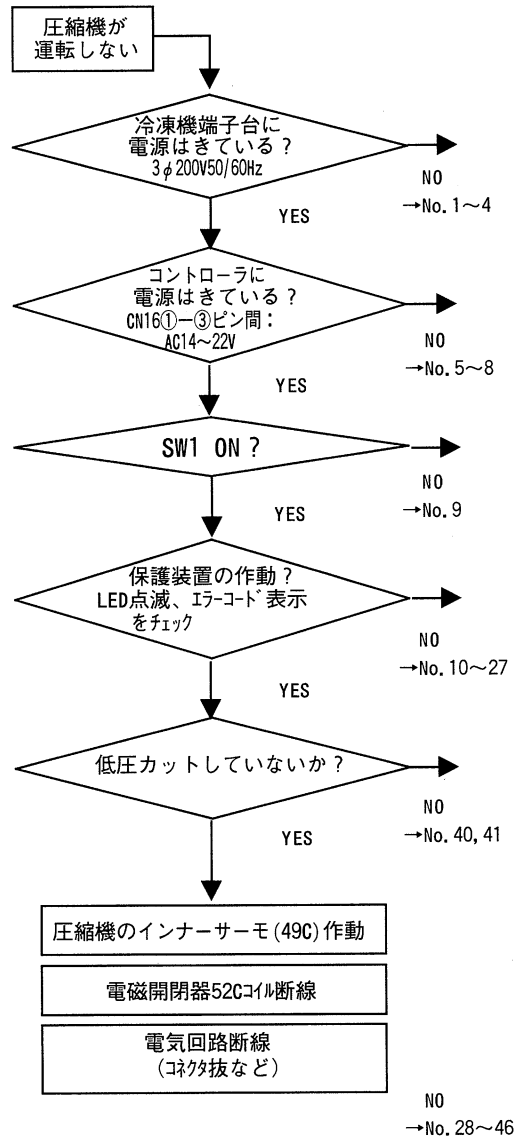 圧縮機が
運転しない
冷凍機端子台に
電源はきている？
3φ200V50/60Hz
NO
→No.1～4
YES
コントローラに
電源はきている？
CN16①ー③ピン間：
AC14～22V
NO
→No.5～8
YES
SW1 ON？
NO
→No.9
YES
保護装置の作動？
LED点滅、ｴﾗｰｺｰﾄﾞ表示
をﾁｪｯｸ
NO
→No.10～27
YES
低圧カットしていないか？
NO
→No.40,41
YES
圧縮機のインナーサーモ(49C)作動
電磁開閉器52Cｺｲﾙ断線
電気回路断線
(ｺﾈｸﾀ抜など)
NO
→No.28～46